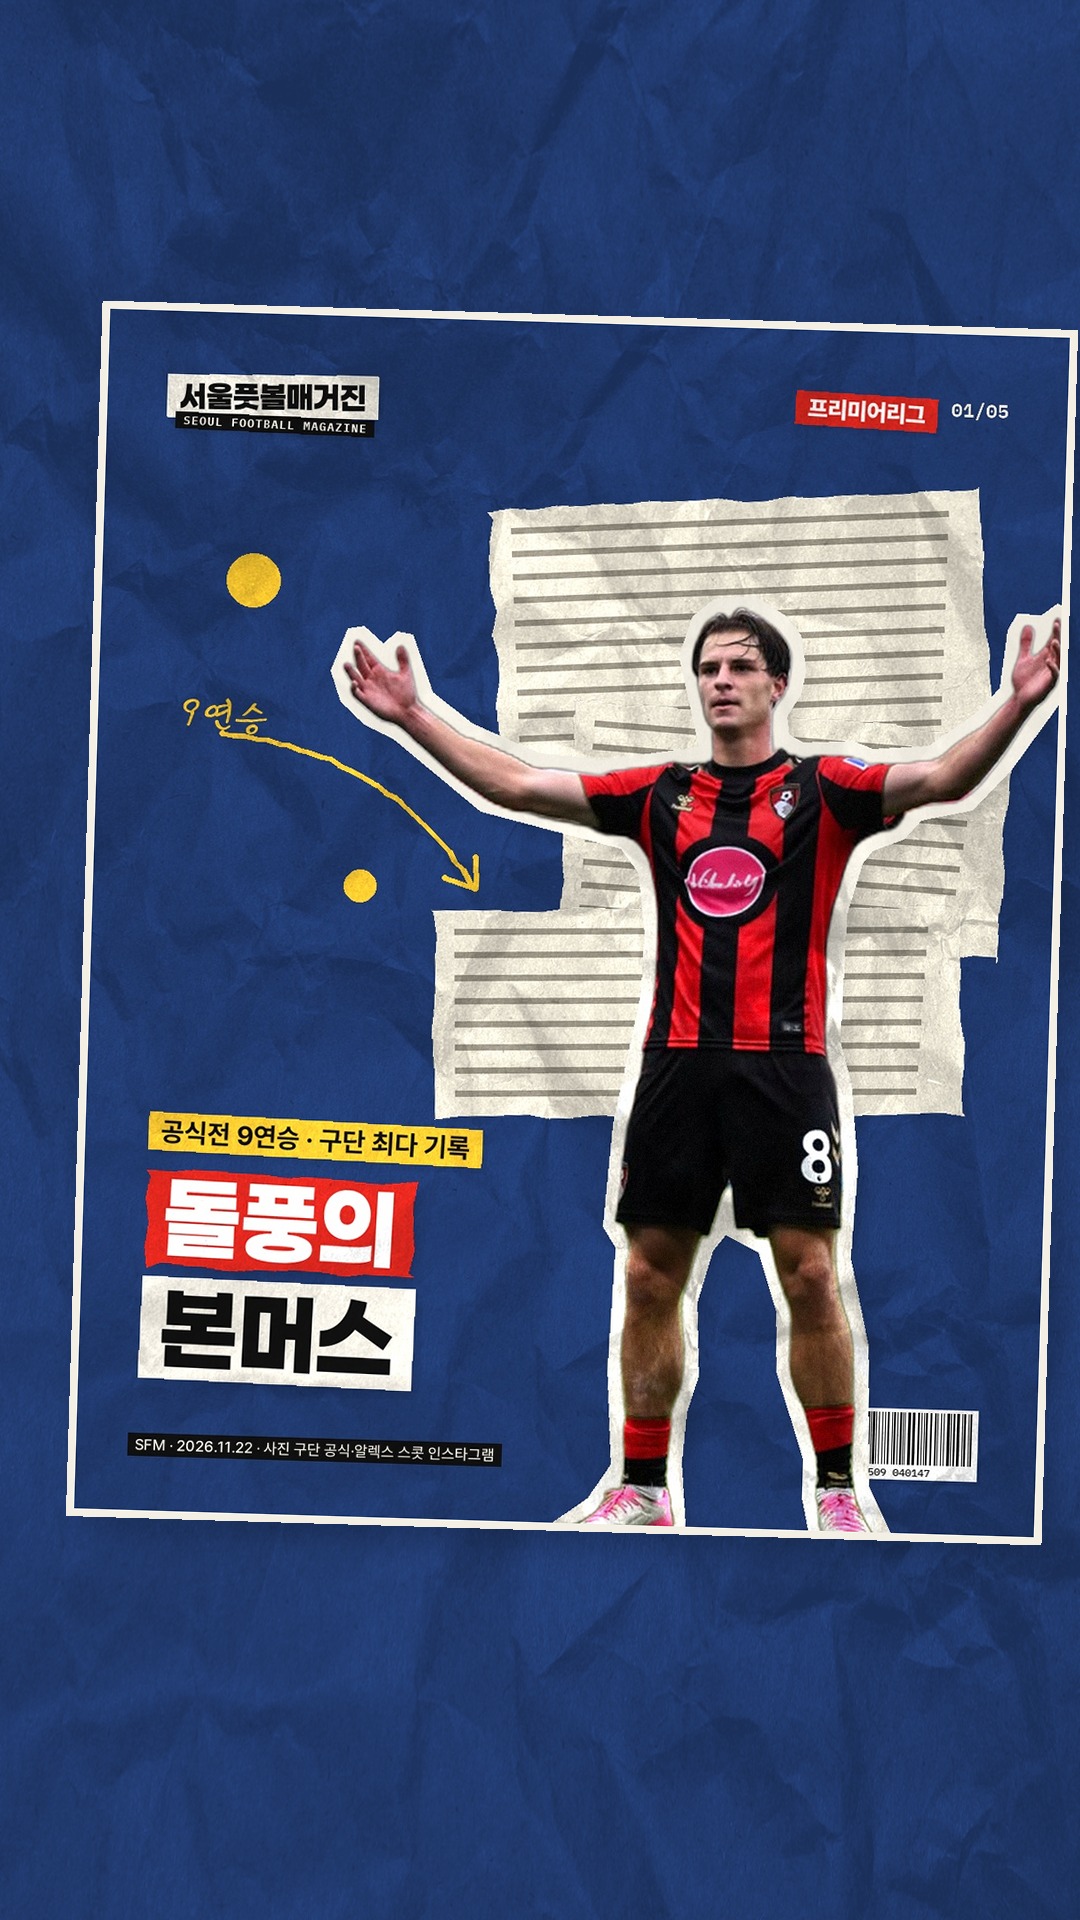 서울풋볼매거진
SEOUL FOOTBALL MAGAZINE
프리미어리그 01/05
9연승
8
공식전 9연승 · 구단 최다 기록
돌풍의
본머스
SFM · 2026.11.22 · 사진 구단 공식·알렉스 스콧 인스타그램
509 040147